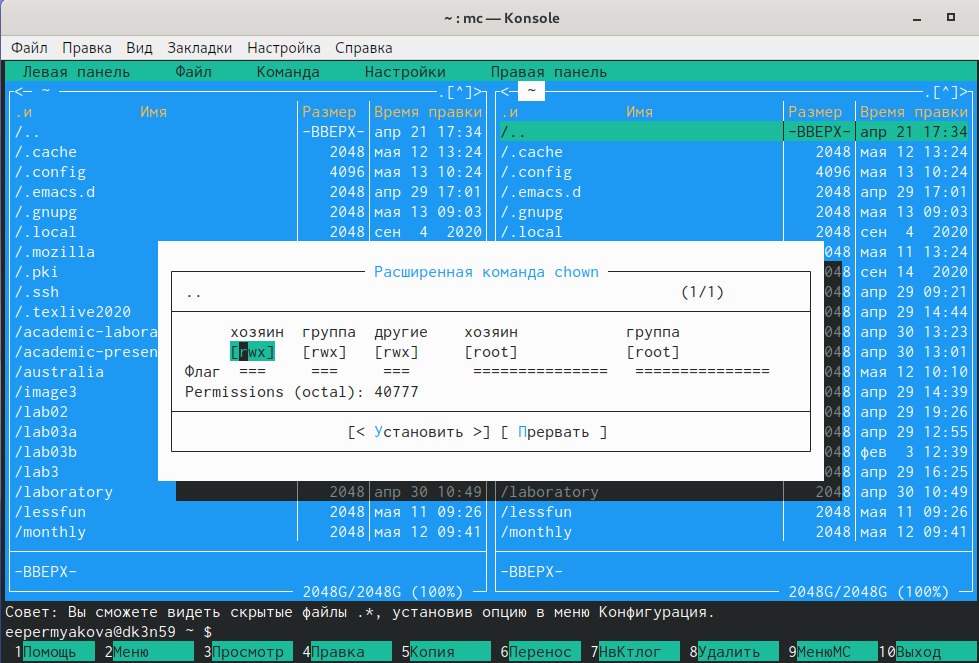 ~ : mc — Konsole
Файл Правка Вид Закладки Настройка Справка
Левая панель Файл Команда Настройки Правая панель
<─ ~ .[^]> <─ ~ .[^]>
.и Имя Размер Время правки .и Имя Размер Время правки
/.. -ВВЕРХ- апр 21 17:34 /.. -ВВЕРХ- апр 21 17:34
/.cache 2048 мая 12 13:24 /.cache 2048 мая 12 13:24
/.config 4096 мая 13 10:24 /.config 4096 мая 13 10:24
/.emacs.d 2048 апр 29 17:01 /.emacs.d 2048 апр 29 17:01
/.gnupg 2048 мая 13 09:03 /.gnupg 2048 мая 13 09:03
/.local 2048 сен 4 2020 /.local 2048 сен 4 2020
/.mozilla 048 мая 11 13:24
/.pki Расширенная команда chown 048 сен 14 2020
/.ssh .. (1/1) 048 апр 29 09:21
/.texlive2020 048 апр 29 14:44
/academic-labora хозяин группа другие хозяин группа 048 апр 30 13:23
/academic-presen [rwx] [rwx] [rwx] [root] [root] 048 апр 30 13:01
/australia Флаг === === === =============== =============== 048 мая 12 10:10
/image3 Permissions (octal): 40777 048 апр 29 14:39
/lab02 048 апр 29 19:26
/lab03a [< Установить >] [ Прервать ] 048 апр 29 12:55
/lab03b 048 фев 3 12:39
/lab3 048 апр 29 16:25
/laboratory 2048 апр 30 10:49 /laboratory 2048 апр 30 10:49
/lessfun 2048 мая 11 09:26 /lessfun 2048 мая 11 09:26
/monthly 2048 мая 12 09:41 /monthly 2048 мая 12 09:41
-ВВЕРХ- -ВВЕРХ-
2048G/2048G (100%) 2048G/2048G (100%)
Совет: Вы сможете видеть скрытые файлы .*, установив опцию в меню Конфигурация.
eepermyakova@dk3n59 ~ $
1Помощь 2Меню 3Просмотр 4Правка 5Копия 6Перенос 7НвКтлог 8Удалить 9МенюМС 10Выход